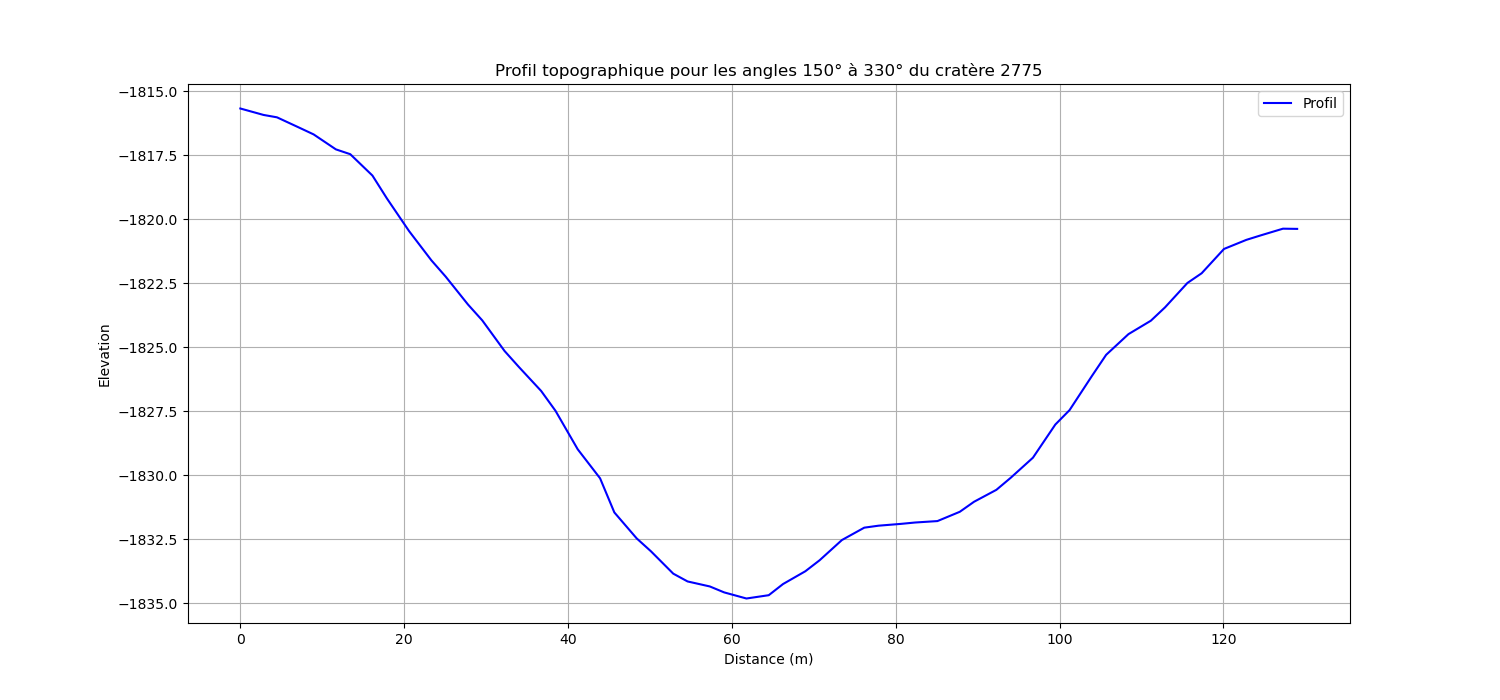 Profil topographique pour les angles 150° à 330° du cratère 2775
Profil
−1815.0
−1817.5
−1820.0
−1822.5
−1825.0
−1827.5
−1830.0
−1832.5
−1835.0
Elevation
0 20 40 60 80 100 120
Distance (m)